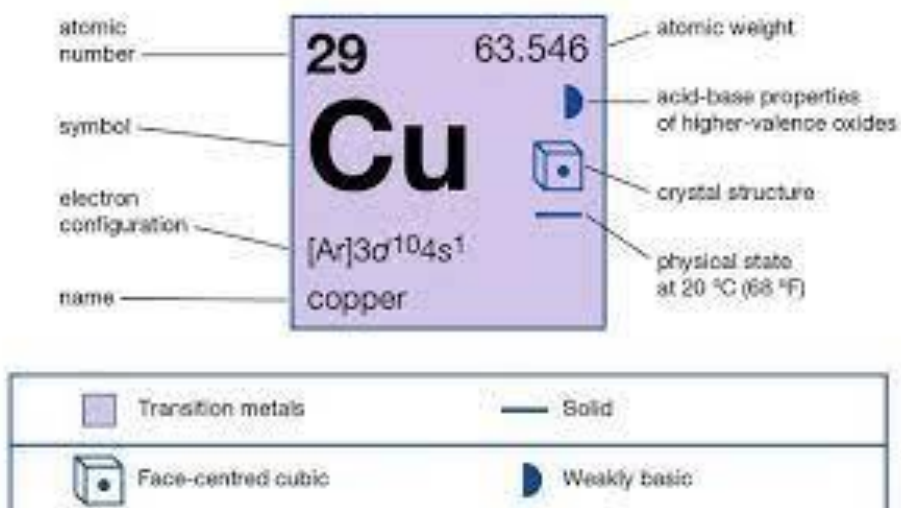 atomic
number
29
63.546
atomic weight
symbol
Cu
acid-base properties
of higher-valence oxides
crystal structure
electron
configuration
[Ar]3d¹⁰4s¹
physical state
at 20 °C (68 °F)
name
copper
Transition metals
Solid
Face-centred cubic
Weakly basic